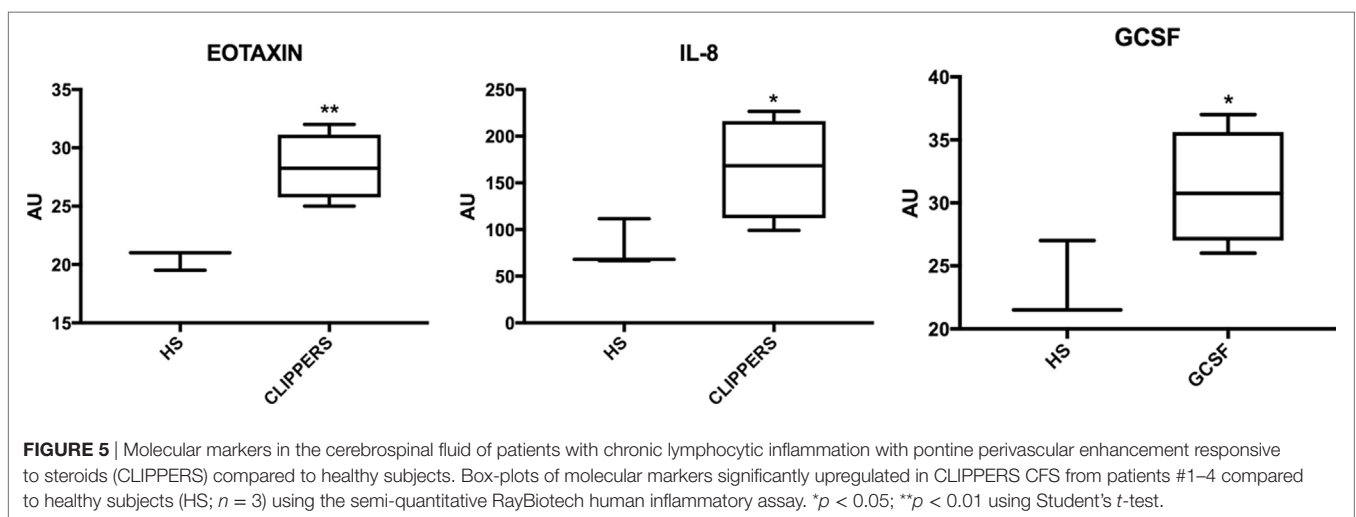 EOTAXIN
35
30
25
20
15
AU
**
HS
CLIPPERS
IL-8
250
200
150
100
50
0
AU
*
HS
CLIPPERS
GCSF
40
35
30
25
20
AU
*
HS
GCSF
FIGURE 5 | Molecular markers in the cerebrospinal fluid of patients with chronic lymphocytic inflammation with pontine perivascular enhancement responsive
to steroids (CLIPPERS) compared to healthy subjects. Box-plots of molecular markers significantly upregulated in CLIPPERS CFS from patients #1–4 compared
to healthy subjects (HS; n = 3) using the semi-quantitative RayBiotech human inflammatory assay. *p < 0.05; **p < 0.01 using Student's t-test.